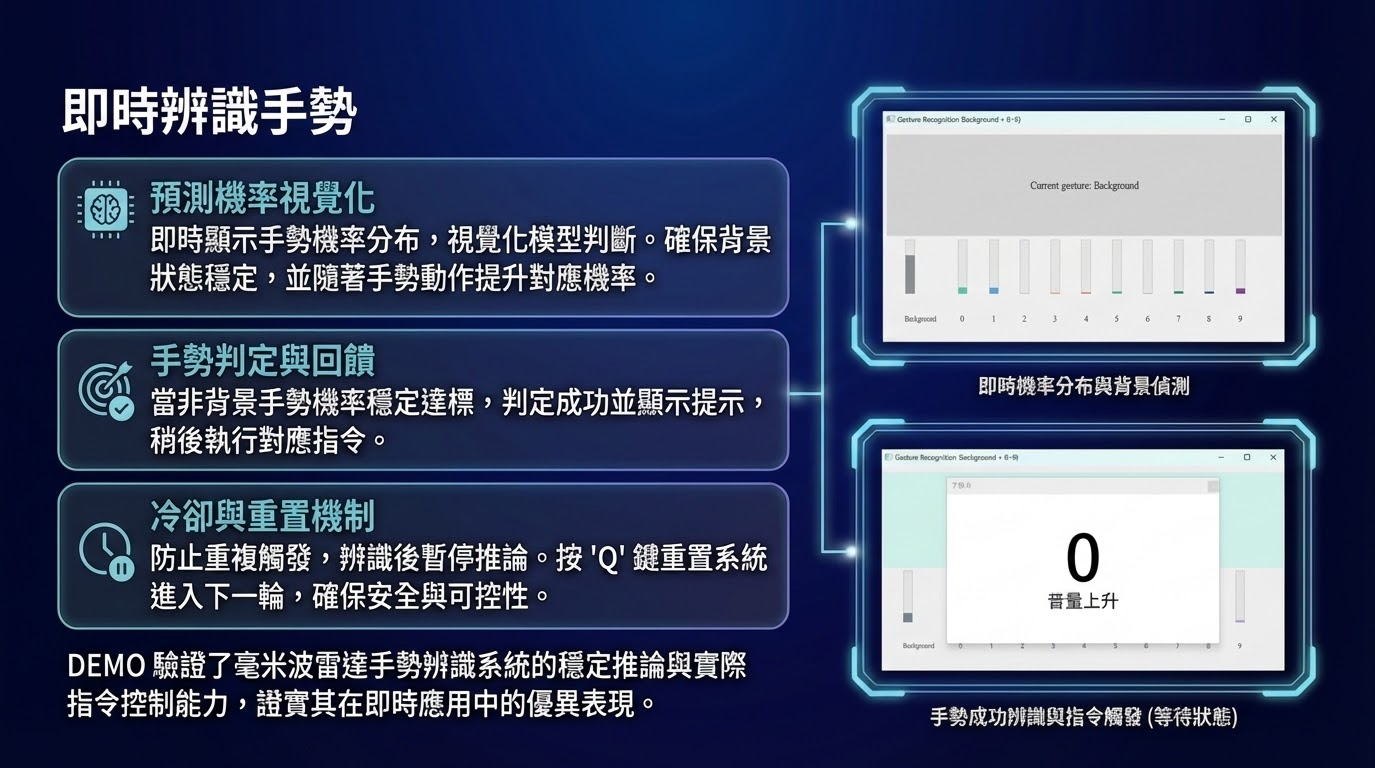 即時辨識手勢
預測機率視覺化
即時顯示手勢機率分布，視覺化模型判斷。確保背景
狀態穩定，並隨著手勢動作提升對應機率。
手勢判定與回饋
當非背景手勢機率穩定達標，判定成功並顯示提示，
稍後執行對應指令。
冷卻與重置機制
防止重複觸發，辨識後暫停推論。按 'Q' 鍵重置系統
進入下一輪，確保安全與可控性。
DEMO 驗證了毫米波雷達手勢辨識系統的穩定推論與實際
指令控制能力，證實其在即時應用中的優異表現。
Gesture Recognition Background +
Current gerture: Background
Background 0 1 2 3 4 5 6 7 8 9
即時機率分布與背景偵測
Recognition
0
音量上升
Background 0 1 2 3 4 5 6 7 8 9
手勢成功辨識與指令觸發 (等待狀態)